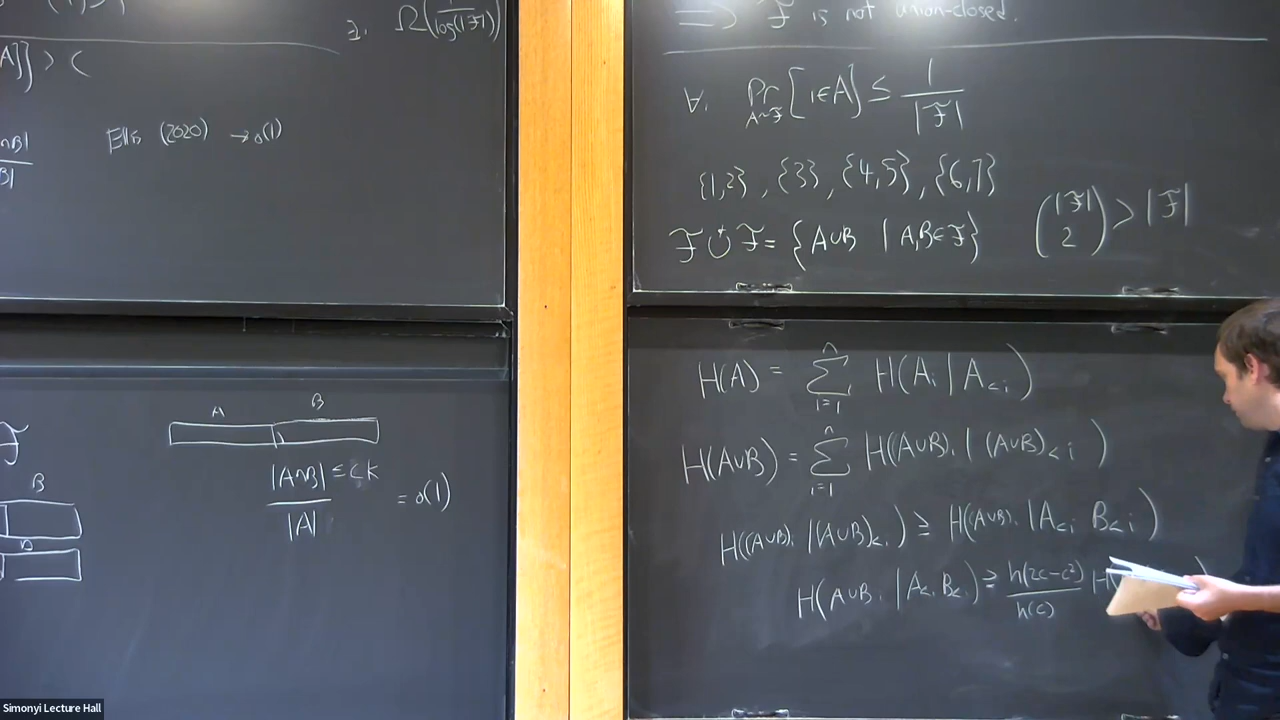 2. Ω(1/log(|ℱ|))
A]] > C
Ellis (2020) → o(1)
∩B|
B|
ℱ
B
A B
|A∩B| ≤ CK
|A|
= o(1)
⟹ ℱ is not union-closed.
∀i Pr_{A~ℱ}[i∈A] ≤ 1/|ℱ|
{1,2}, {3}, {4,5}, {6,7}
ℱ ∪ ℱ = {A∪B | A,B∈ℱ}
(|ℱ| 2) > |ℱ|
H(A) = Σ_{i=1}^{n} H(A_i | A_{<i})
H(A∪B) = Σ_{i=1}^{n} H((A∪B)_i | (A∪B)_{<i})
H((A∪B)_i | (A∪B)_{<i}) ≥ H((A∪B)_i | A_{<i} B_{<i})
H(A∪B_i | A_{<i} B_{<i}) ≥ h(2c-c²)/h(c) H(
Simonyi Lecture Hall